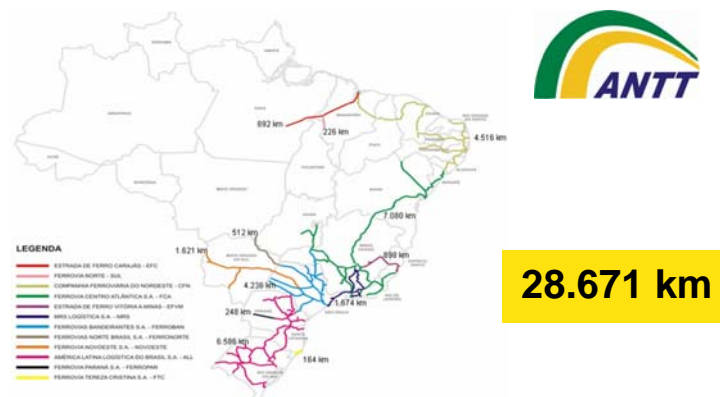 ANTT
892 km
226 km
4.516 km
7.080 km
512 km
1.621 km
898 km
4.238 km
1.674 km
248 km
6.586 km
164 km
28.671 km
LEGENDA
ESTRADA DE FERRO CARAJÁS - EFC
FERROVIA NORTE - SUL
COMPANHIA FERROVIÁRIA DO NORDESTE - CFN
FERROVIA CENTRO ATLÂNTICA S.A. - FCA
ESTRADA DE FERRO VITÓRIA A MINAS - EFVM
MRS LOGÍSTICA S.A. - MRS
FERROVIAS BANDEIRANTES S.A. - FERROBAN
FERROVIAS NORTE BRASIL S.A. - FERRONORTE
FERROVIA NOVOESTE S.A. - NOVOESTE
AMÉRICA LATINA LOGÍSTICA DO BRASIL S.A. - ALL
FERROVIA PARANÁ S.A. - FERROPAR
FERROVIA TEREZA CRISTINA S.A. - FTC